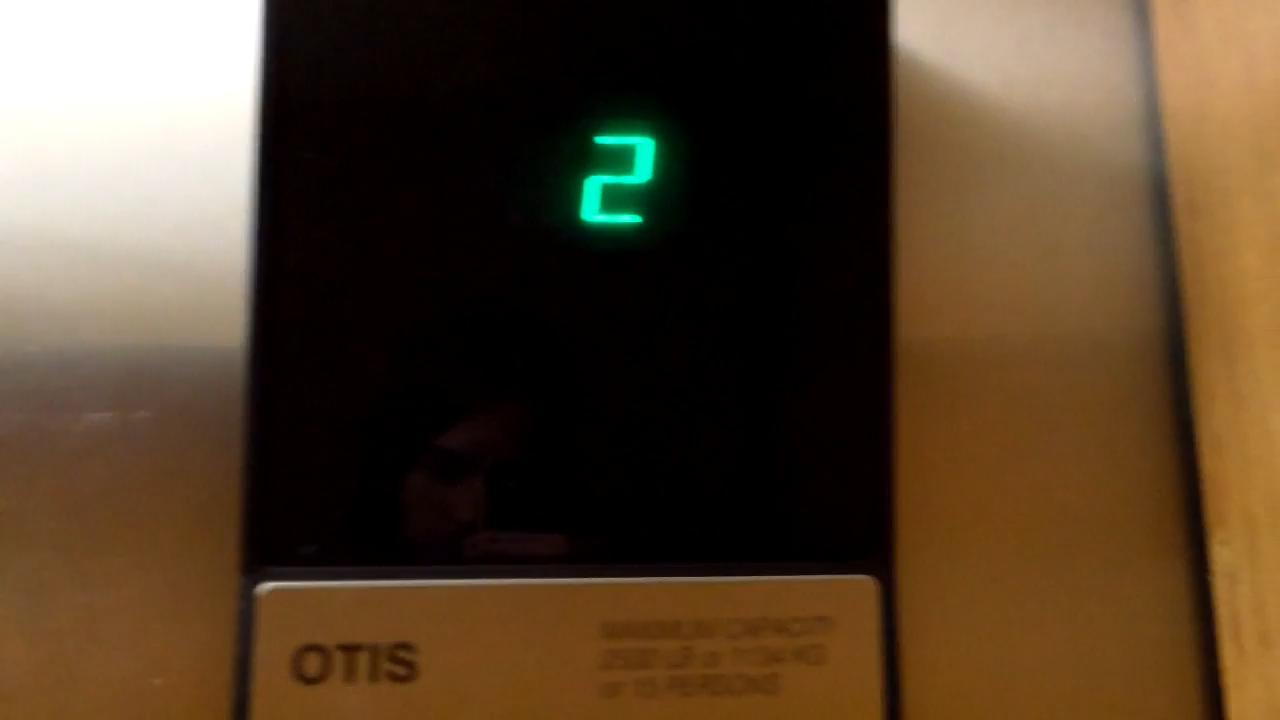 2
OTIS
MAXIMUM CAPACITY
2500 LB or 1134 KG
or 15 PERSONS